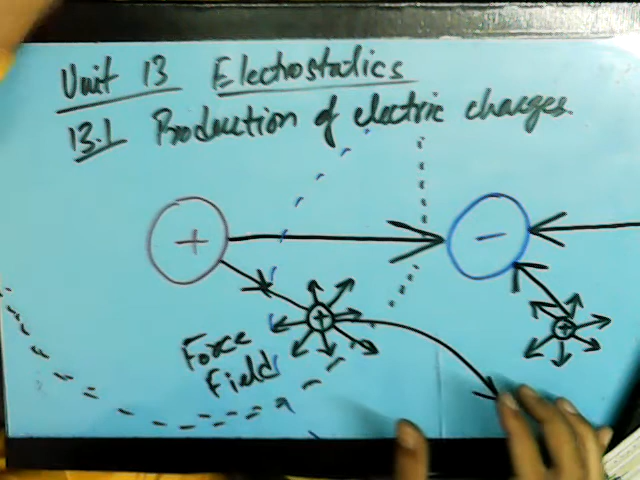 Unit 13 Electrostatics
13.1 Production of electric charges.
+
-
+
+
Force
Field